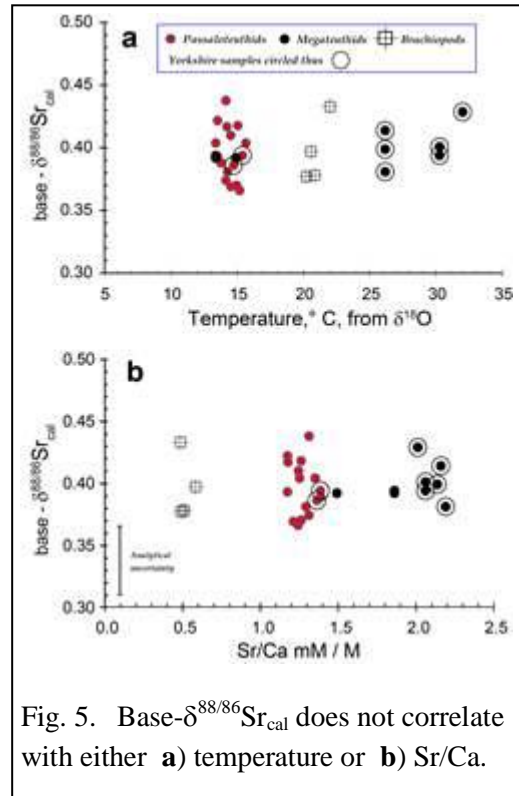 a
Passaloteuthids Megateuthids Brachiopods
Yorkshire samples circled thus
0.50
0.45
0.40
0.35
0.30
base - δ88/86Srcal
5 10 15 20 25 30 35
Temperature,° C, from δ18O
b
0.50
0.45
0.40
0.35
0.30
base - δ88/86Srcal
Analytical
uncertainty
0.0 0.5 1.0 1.5 2.0 2.5
Sr/Ca mM / M
Fig. 5. Base-δ88/86Srcal does not correlate
with either a) temperature or b) Sr/Ca.